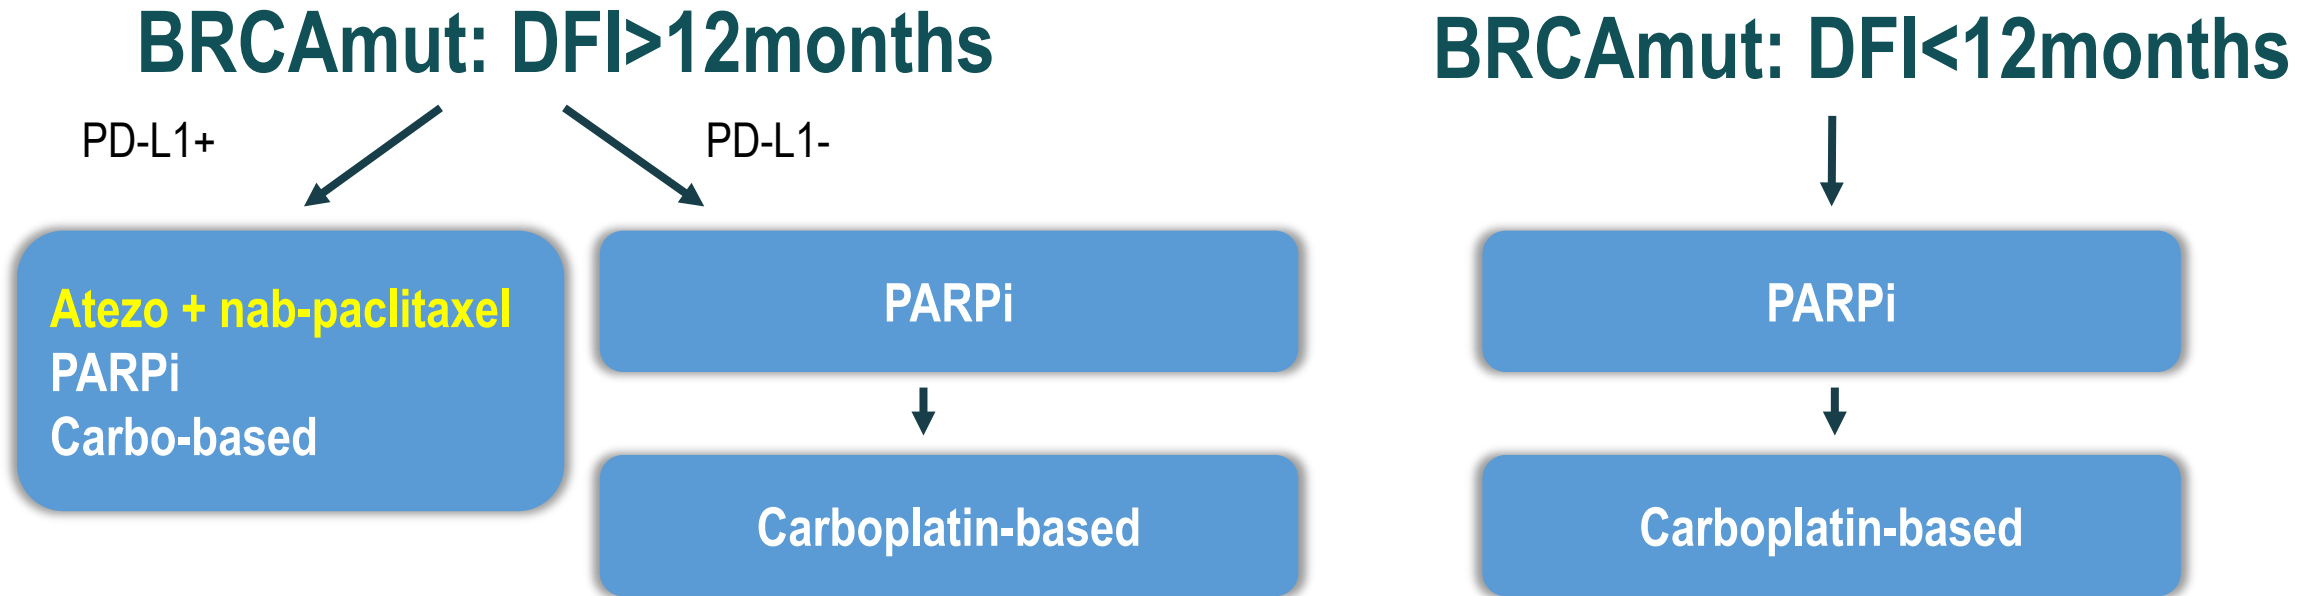 BRCAmut: DFI>12months
PD-L1+
PD-L1-
Atezo + nab-paclitaxel
PARPi
Carbo-based
PARPi
Carboplatin-based
BRCAmut: DFI<12months
PARPi
Carboplatin-based